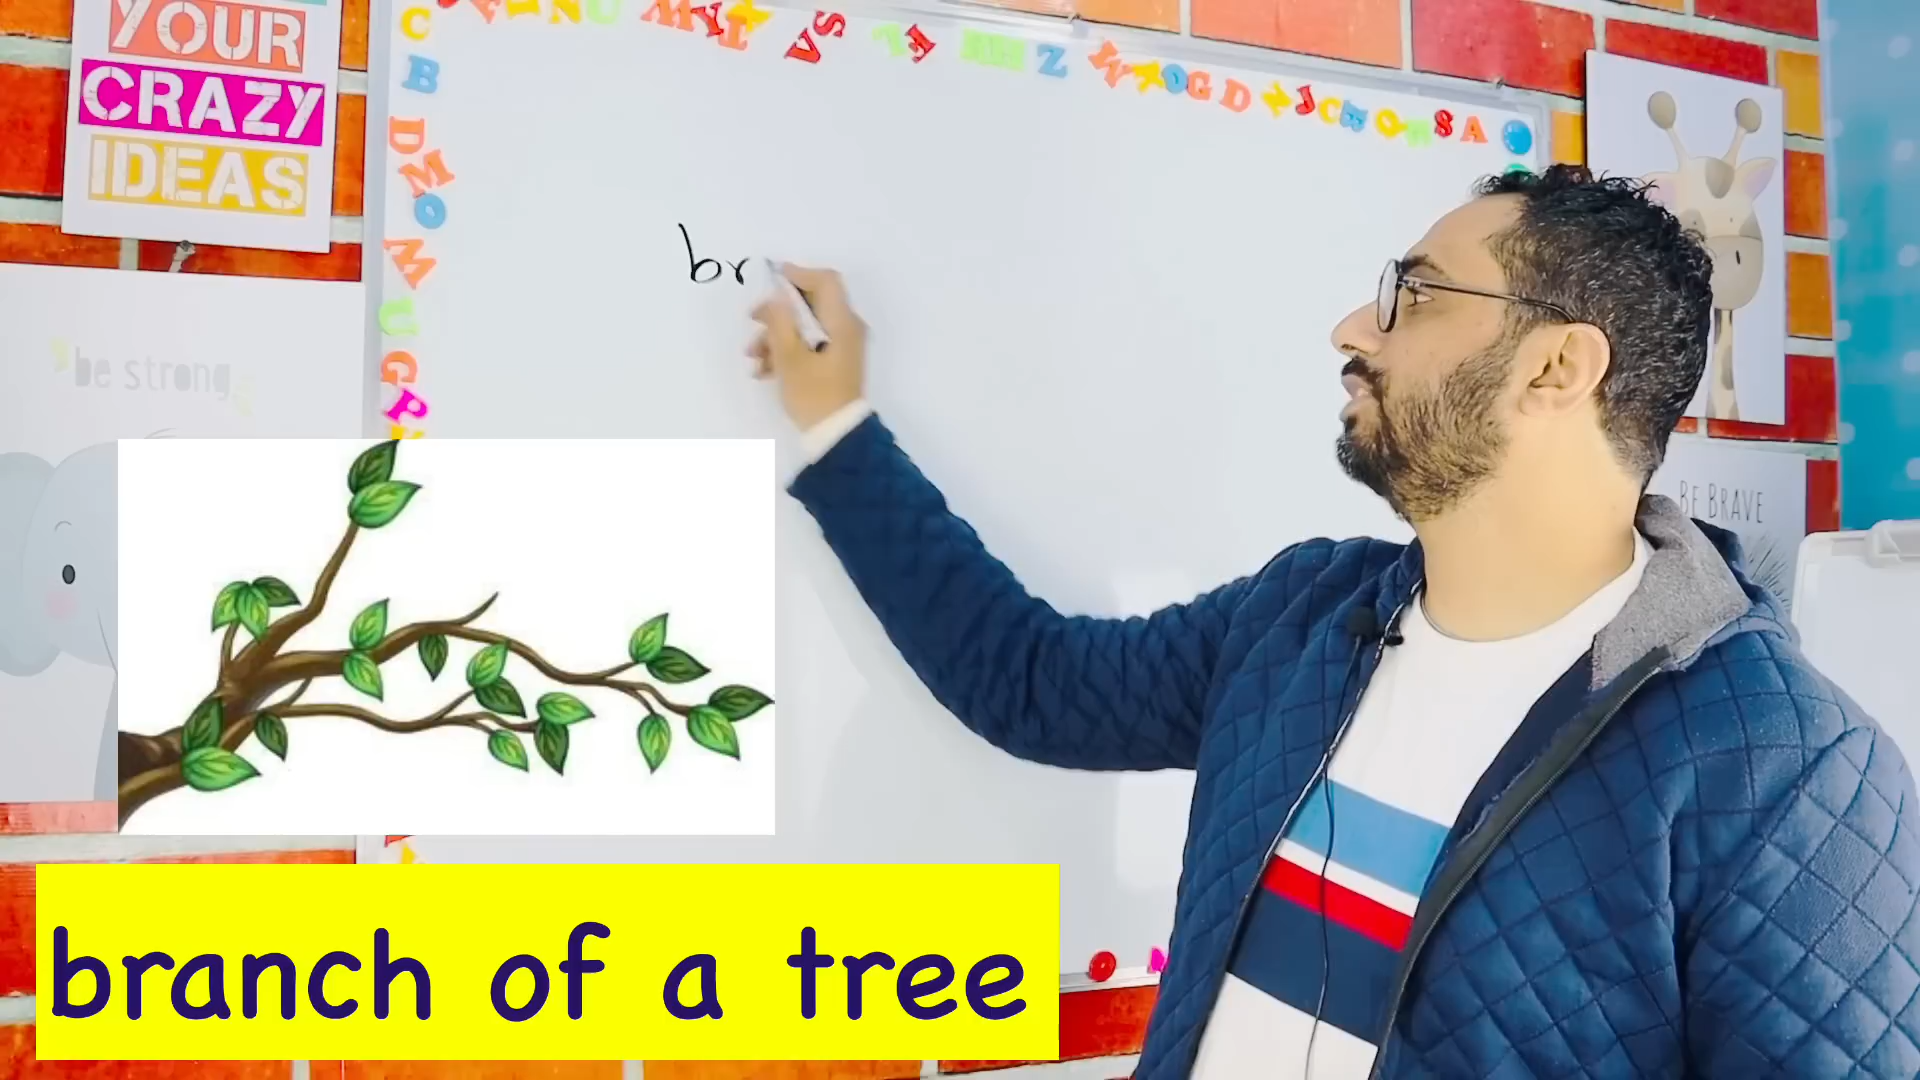 YOUR
CRAZY
IDEAS
be strong
br
BE BRAVE
branch of a tree